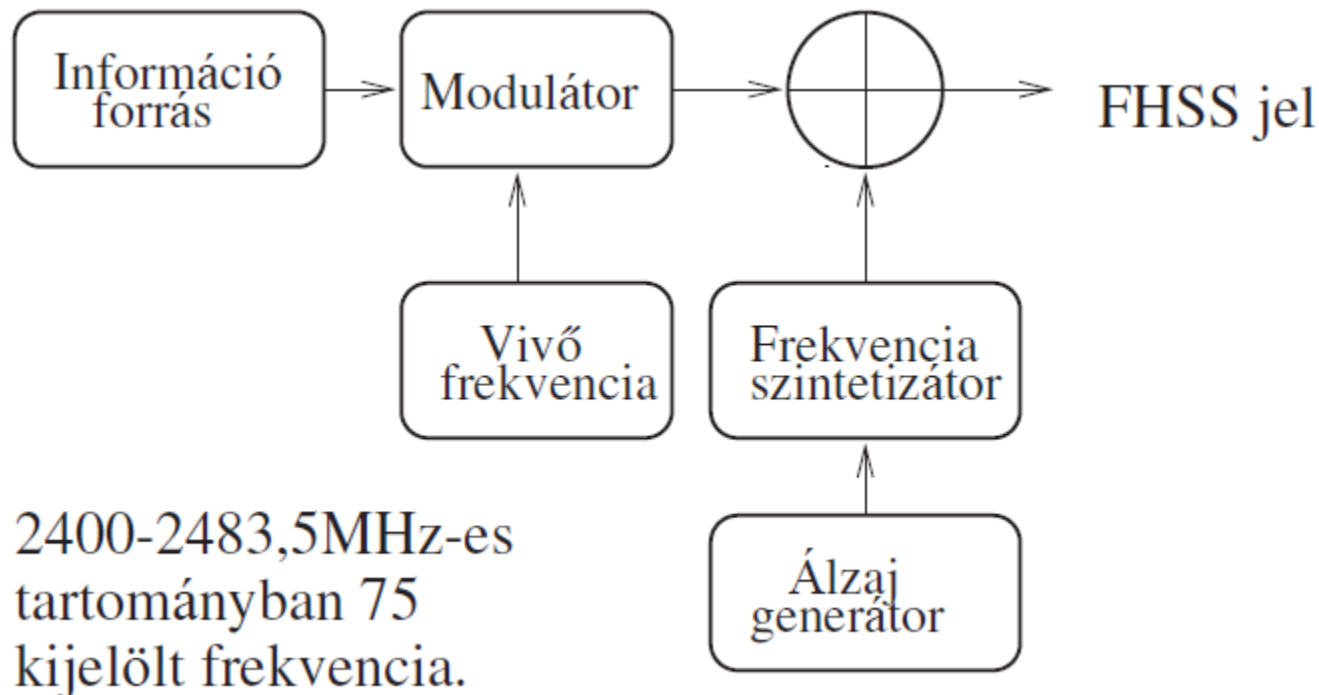 Információ
forrás
Modulátor
FHSS jel
Vivő
frekvencia
Frekvencia
szintetizátor
Álzaj
generátor
2400-2483,5MHz-es
tartományban 75
kijelölt frekvencia.